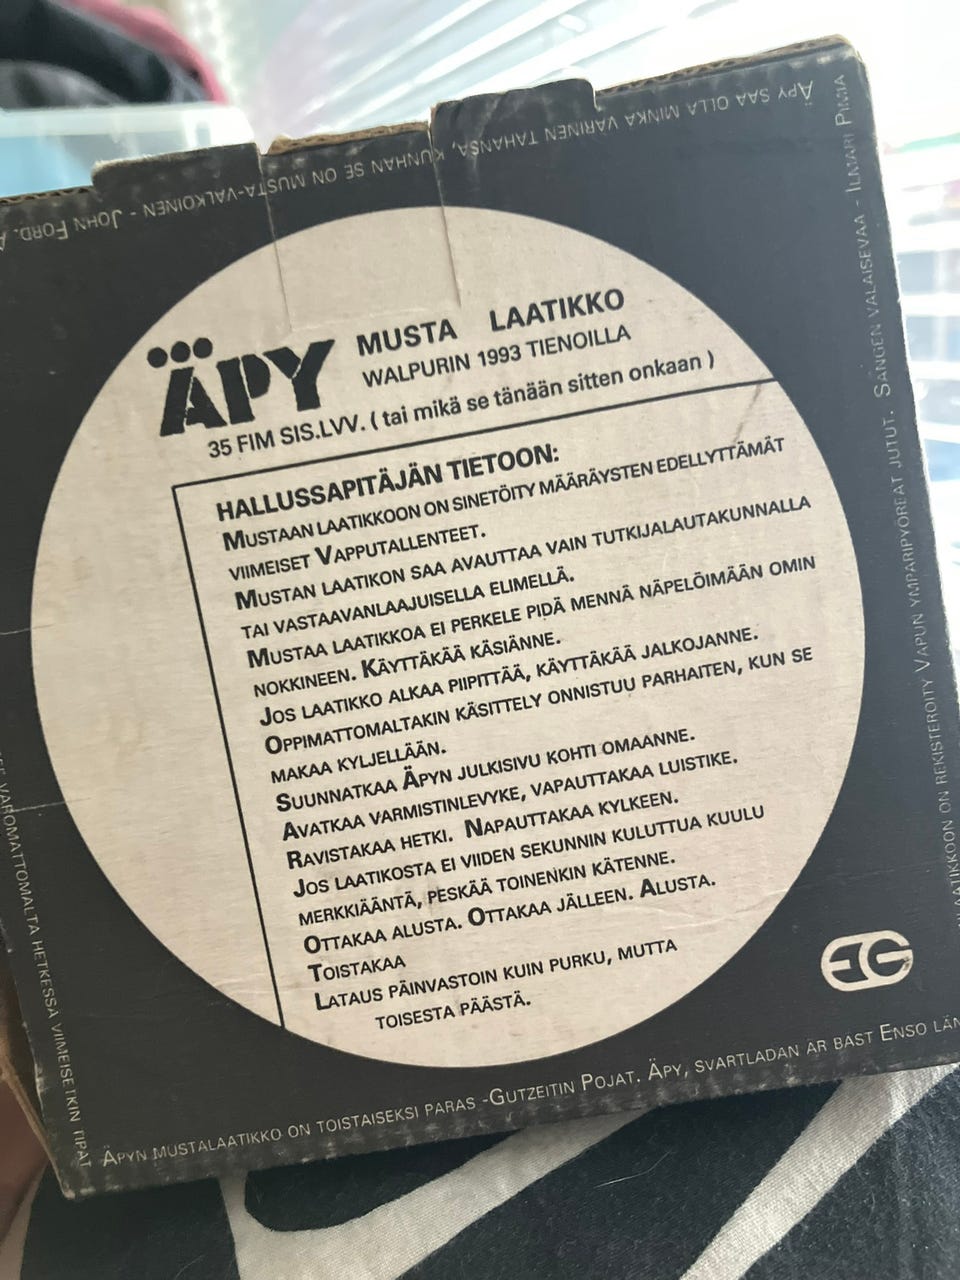 ÄPY MUSTA LAATIKKO
WALPURIN 1993 TIENOILLA
35 FIM SIS.LVV. ( tai mikä se tänään sitten onkaan )
HALLUSSAPITÄJÄN TIETOON:
MUSTAAN LAATIKKOON ON SINETÖITY MÄÄRÄYSTEN EDELLYTTÄMÄT
VIIMEISET VAPPUTALLENTEET.
MUSTAN LAATIKON SAA AVAUTTAA VAIN TUTKIJALAUTAKUNNALLA
TAI VASTAAVANLAAJUISELLA ELIMELLÄ.
MUSTAA LAATIKKOA EI PERKELE PIDÄ MENNÄ NÄPELÖIMÄÄN OMIN
NOKKINEEN. KÄYTTÄKÄÄ KÄSIÄNNE.
JOS LAATIKKO ALKAA PIIPITTÄÄ, KÄYTTÄKÄÄ JALKOJANNE.
OPPIMATTOMALTAKIN KÄSITTELY ONNISTUU PARHAITEN, KUN SE
MAKAA KYLJELLÄÄN.
SUUNNATKAA ÄPYN JULKISIVU KOHTI OMAANNE.
AVATKAA VARMISTINLEVYKE, VAPAUTTAKAA LUISTIKE.
RAVISTAKAA HETKI. NAPAUTTAKAA KYLKEEN.
JOS LAATIKOSTA EI VIIDEN SEKUNNIN KULUTTUA KUULU
MERKKIÄÄNTÄ, PESKÄÄ TOINENKIN KÄTENNE.
OTTAKAA ALUSTA. OTTAKAA JÄLLEEN. ALUSTA.
TOISTAKAA
LATAUS PÄINVASTOIN KUIN PURKU, MUTTA
TOISESTA PÄÄSTÄ.
EG
ÄPYN MUSTALAATIKKO ON TOISTAISEKSI PARAS -GUTZEITIN POJAT. ÄPY, SVARTLÅDAN ÄR BÄST ENSO
LAATIKKOON ON REKISTERÖITY VAPUN YMPÄRIPYÖREÄT JUTUT. SANGEN VALAISEVAA - ILMARI PIMIÄ
ÄPY SAA OLLA MINKÄ VÄRINEN TAHANSA, KUNHAN SE ON MUSTA-VALKOINEN - JOHN FORD.
VAROMATTOMALTA HETKESSÄ VIIMEISETKIN TIPAT